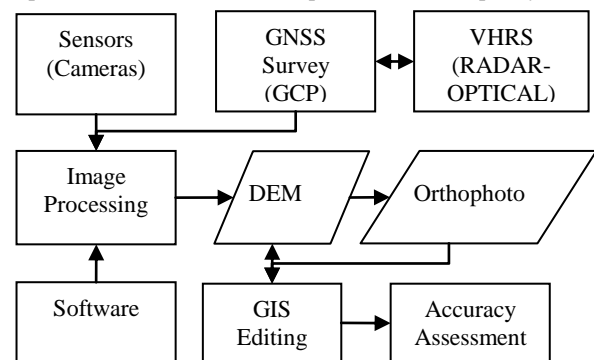 Sensors
(Cameras)
GNSS
Survey
(GCP)
VHRS
(RADAR-
OPTICAL)
Image
Processing
DEM
Orthophoto
Software
GIS
Editing
Accuracy
Assessment